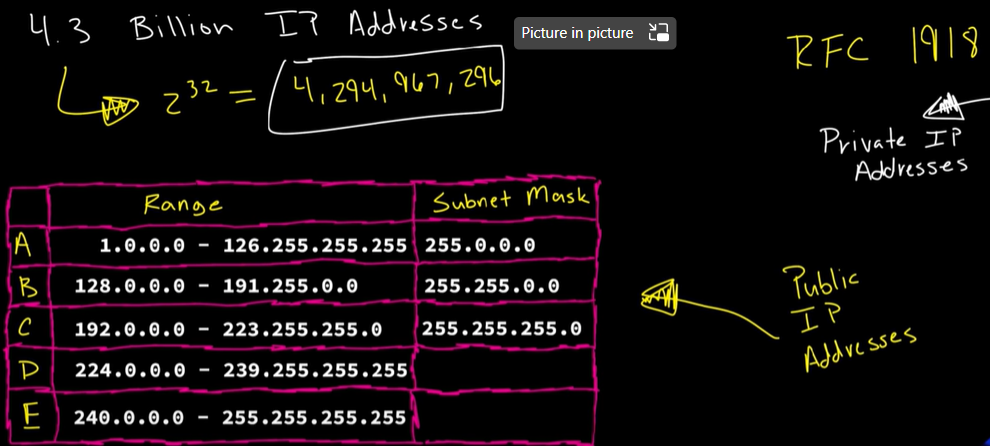 4.3 Billion IP Addresses
Picture in picture
2^32 = 4,294,967,296
RFC 1918
Private IP
Addresses
Range Subnet Mask
A 1.0.0.0 - 126.255.255.255 255.0.0.0
B 128.0.0.0 - 191.255.0.0 255.255.0.0
C 192.0.0.0 - 223.255.255.0 255.255.255.0
D 224.0.0.0 - 239.255.255.255
E 240.0.0.0 - 255.255.255.255
Public
IP
Addresses